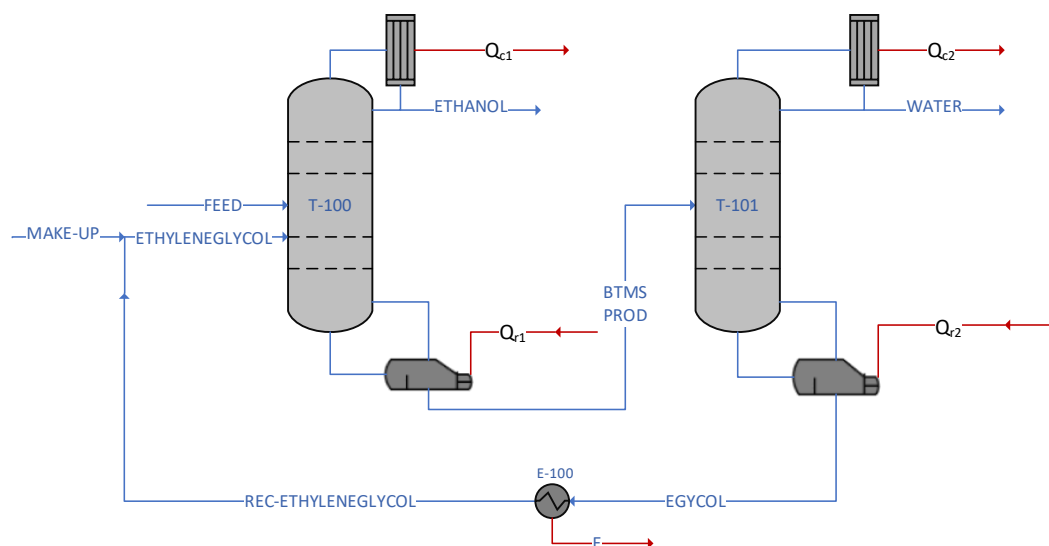 Qc1
Qc2
ETHANOL
WATER
FEED
T-100
T-101
MAKE-UP
ETHYLENEGLYCOL
BTMS
PROD
Qr1
Qr2
E-100
REC-ETHYLENEGLYCOL
EGYCOL